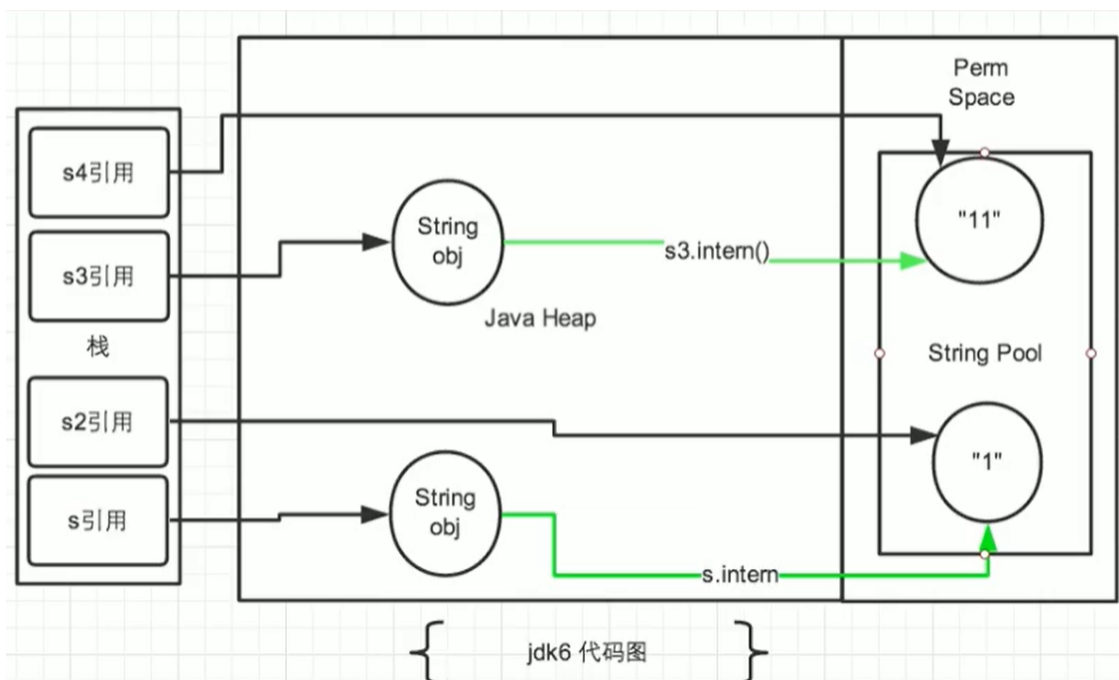 Perm
Space
s4引用
String
obj
"11"
s3.intern()
s3引用
Java Heap
栈
String Pool
s2引用
"1"
String
obj
s引用
s.intern
jdk6 代码图